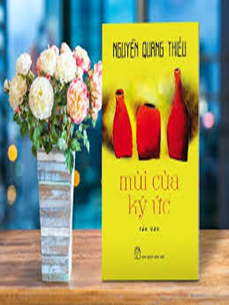 NGUYỄN QUANG THIỀU
mùi của
ký ức
tản văn